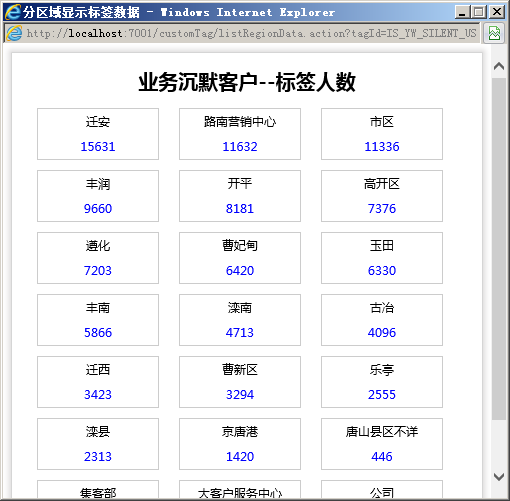 分区域显示标签数据 - Windows Internet Explorer
http://localhost:7001/customTag/listRegionData.action?tagId=IS_YW_SILENT_US
业务沉默客户--标签人数
迁安 路南营销中心 市区
15631 11632 11336
丰润 开平 高开区
9660 8181 7376
遵化 曹妃甸 玉田
7203 6420 6330
丰南 滦南 古冶
5866 4713 4096
迁西 曹新区 乐亭
3423 3294 2555
滦县 京唐港 唐山县区不详
2313 1420 446
集客部 大客户服务中心 公司